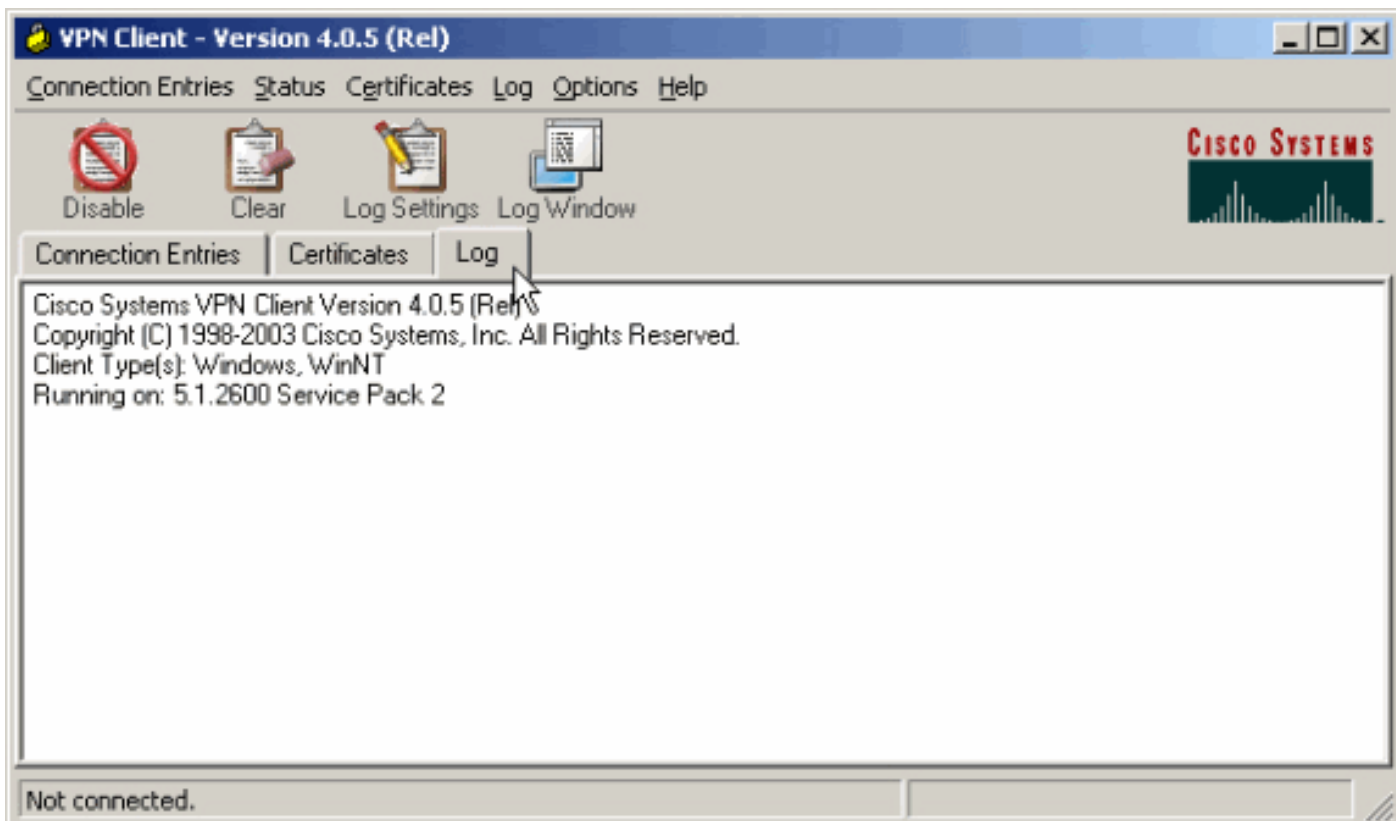 VPN Client - Version 4.0.5 (Rel)
Connection Entries Status Certificates Log Options Help
Disable Clear Log Settings Log Window
CISCO SYSTEMS
Connection Entries Certificates Log
Cisco Systems VPN Client Version 4.0.5 (Rel)
Copyright (C) 1998-2003 Cisco Systems, Inc. All Rights Reserved.
Client Type(s): Windows, WinNT
Running on: 5.1.2600 Service Pack 2
Not connected.